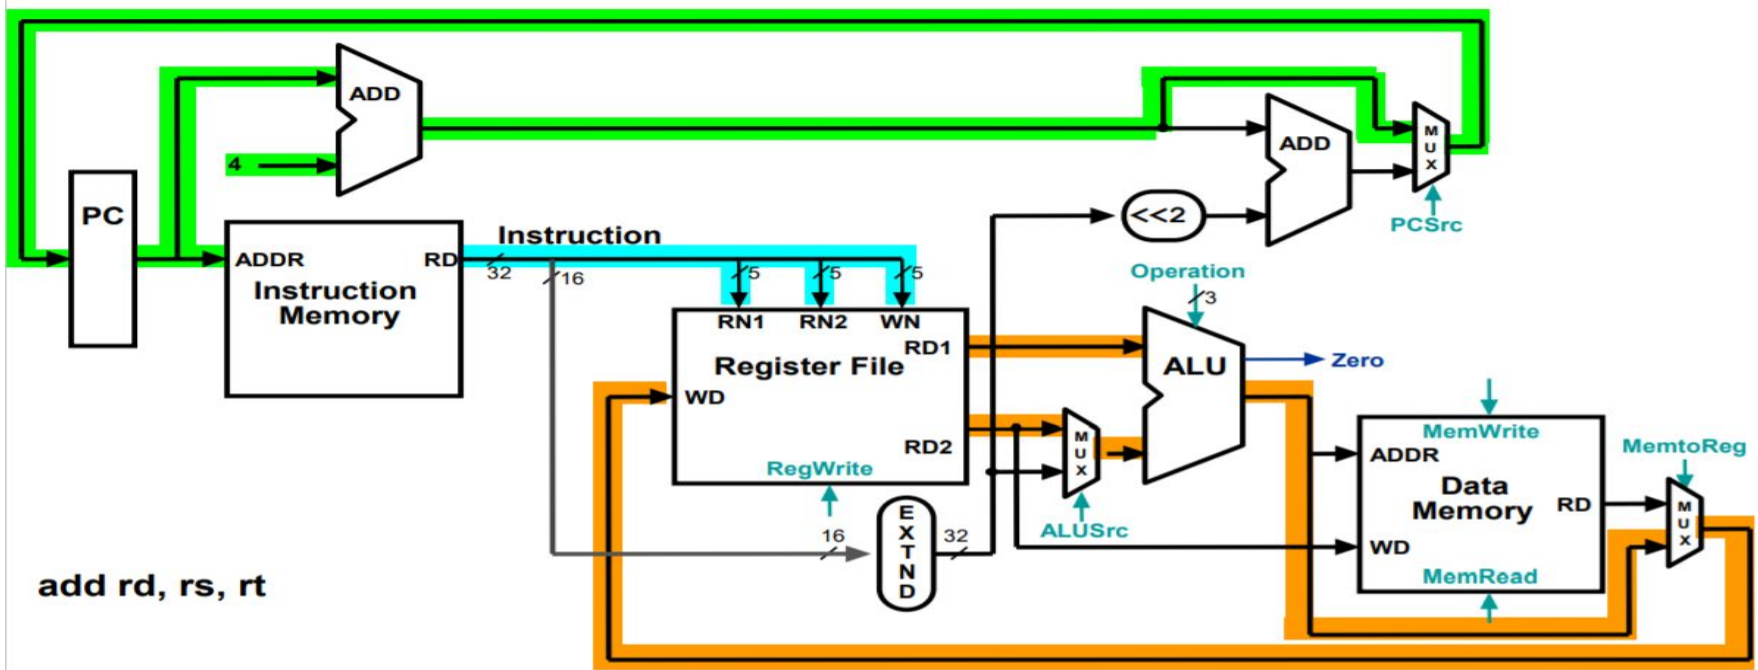 ADD
4
PC
ADD
M
U
X
<<2
PCSrc
Instruction
ADDR
RD
32
16
5
5
5
Instruction
Memory
Operation
3
RN1
RN2
WN
RD1
Register File
WD
RD2
RegWrite
ALU
Zero
M
U
X
ALUSrc
MemWrite
ADDR
Data
Memory
RD
WD
MemRead
MemtoReg
M
U
X
16
E
X
T
N
D
32
add rd, rs, rt